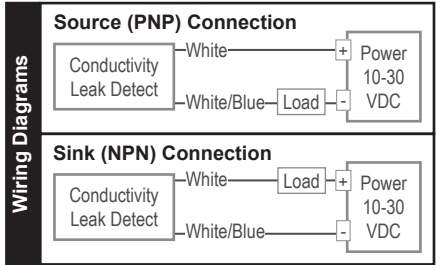 Wiring Diagrams
Source (PNP) Connection
Conductivity
Leak Detect
White
White/Blue
Load
+
-
Power
10-30
VDC
Sink (NPN) Connection
Conductivity
Leak Detect
White
Load
White/Blue
+
-
Power
10-30
VDC